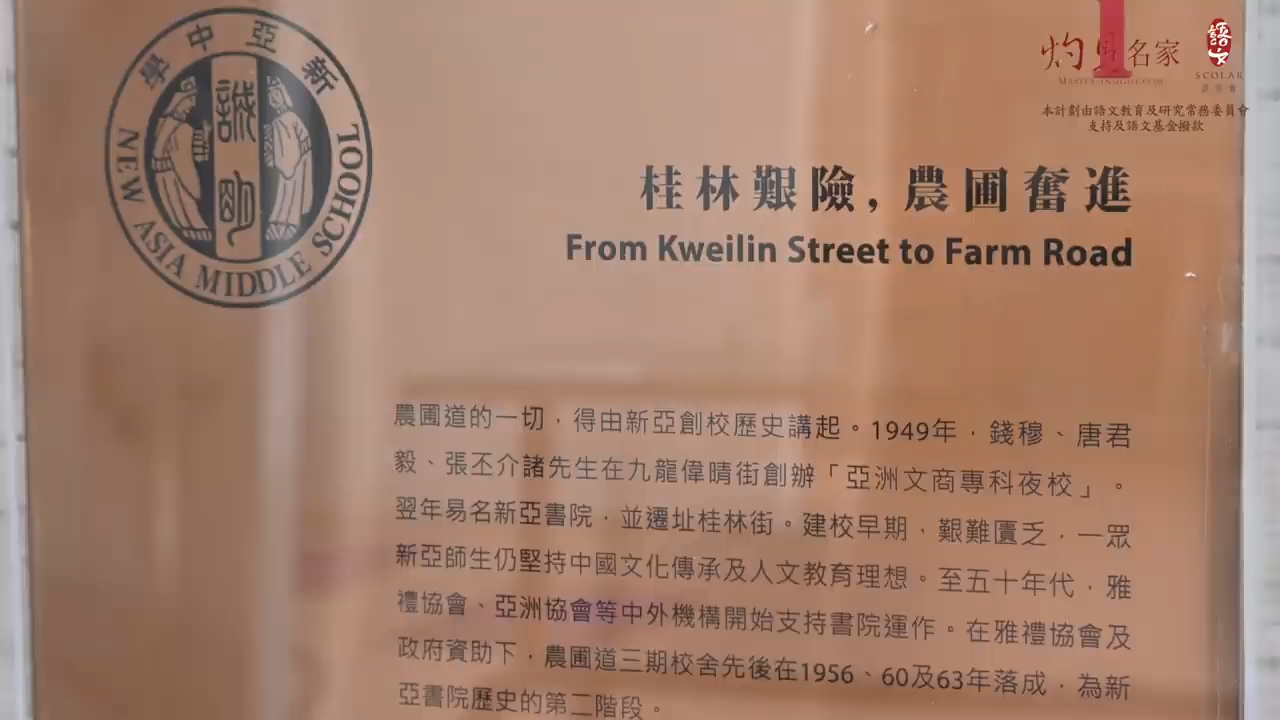 新亞中學
誠明
NEW ASIA MIDDLE SCHOOL
灼見名家
MASTER-INSIGHT.COM
語文
SCOLAR
語常會
本計劃由語文教育及研究常務委員會
支持及語文基金撥款
桂林艱險，農圃奮進
From Kweilin Street to Farm Road
農圃道的一切，得由新亞創校歷史講起。1949年，錢穆、唐君
毅、張丕介諸先生在九龍偉晴街創辦「亞洲文商專科夜校」。
翌年易名新亞書院，並遷址桂林街。建校早期，艱難匱乏，一眾
新亞師生仍堅持中國文化傳承及人文教育理想。至五十年代，雅
禮協會、亞洲協會等中外機構開始支持書院運作。在雅禮協會及
政府資助下，農圃道三期校舍先後在1956、60及63年落成，為新
亞書院歷史的第二階段。